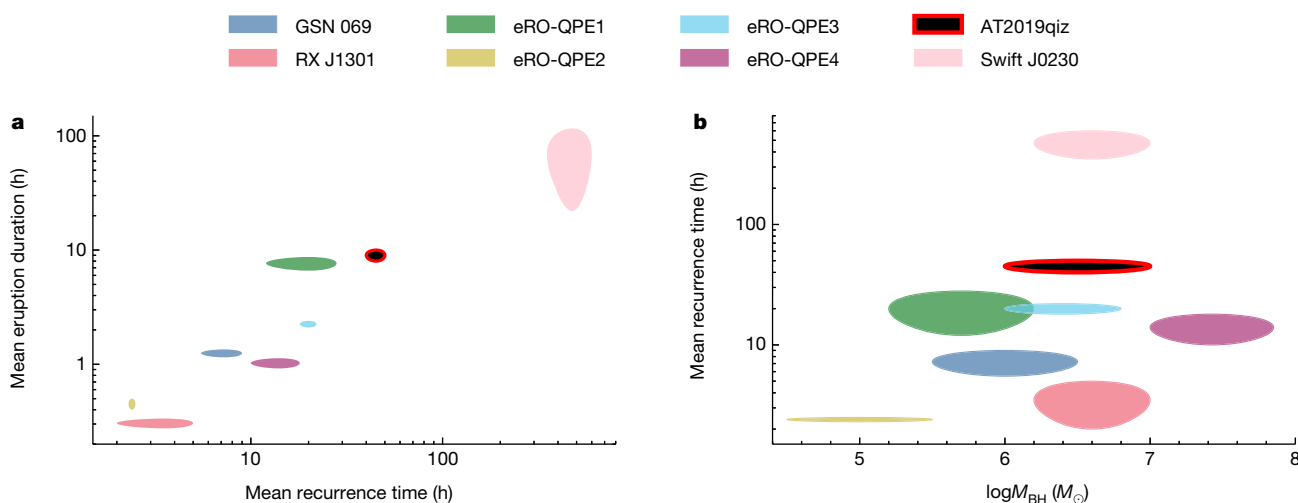 GSN 069 eRO-QPE1 eRO-QPE3 AT2019qiz
RX J1301 eRO-QPE2 eRO-QPE4 Swift J0230
a
b
Mean eruption duration (h)
100
10
1
10 100
Mean recurrence time (h)
Mean recurrence time (h)
100
10
5 6 7 8
logM_BH (M_☉)